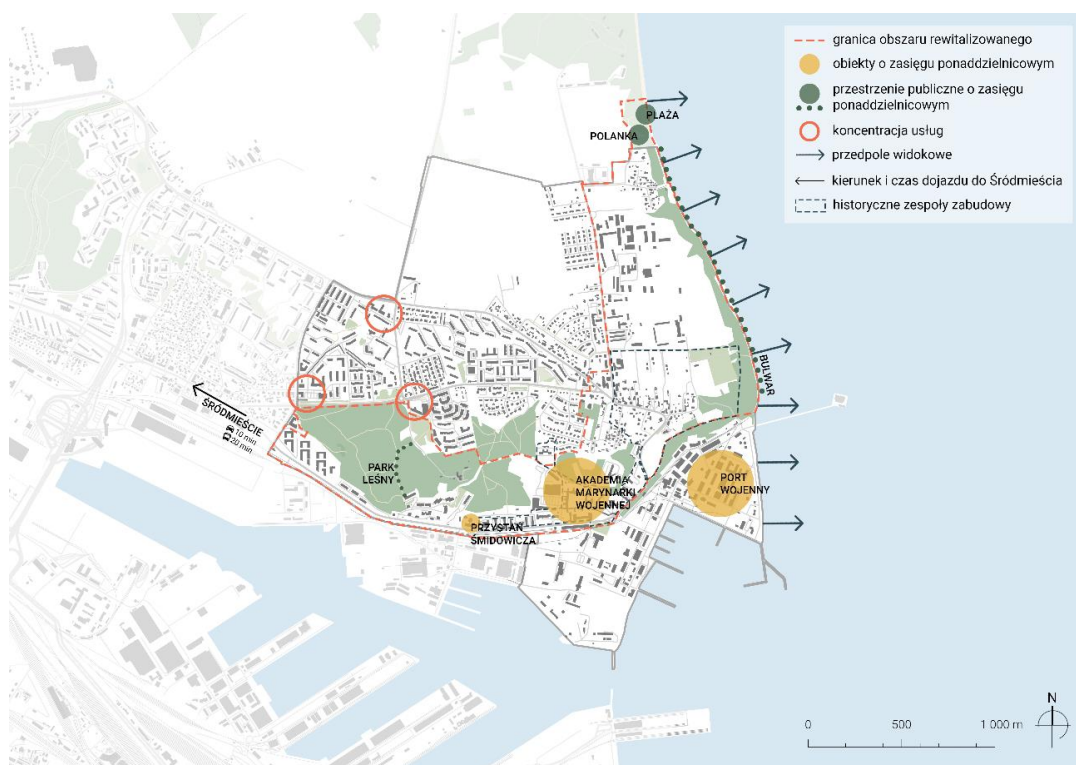 granica obszaru rewitalizowanego
obiekty o zasięgu ponaddzielnicowym
przestrzenie publiczne o zasięgu
ponaddzielnicowym
koncentracja usług
przedpole widokowe
kierunek i czas dojazdu do Śródmieścia
historyczne zespoły zabudowy
PLAŻA
POLANKA
BULWAR
ŚRÓDMIEŚCIE
10 min
20 min
PARK
LEŚNY
AKADEMIA
MARYNARKI
WOJENNEJ
PORT
WOJENNY
PRZYSTAŃ
ŚMIDOWICZA
N
0 500 1 000 m